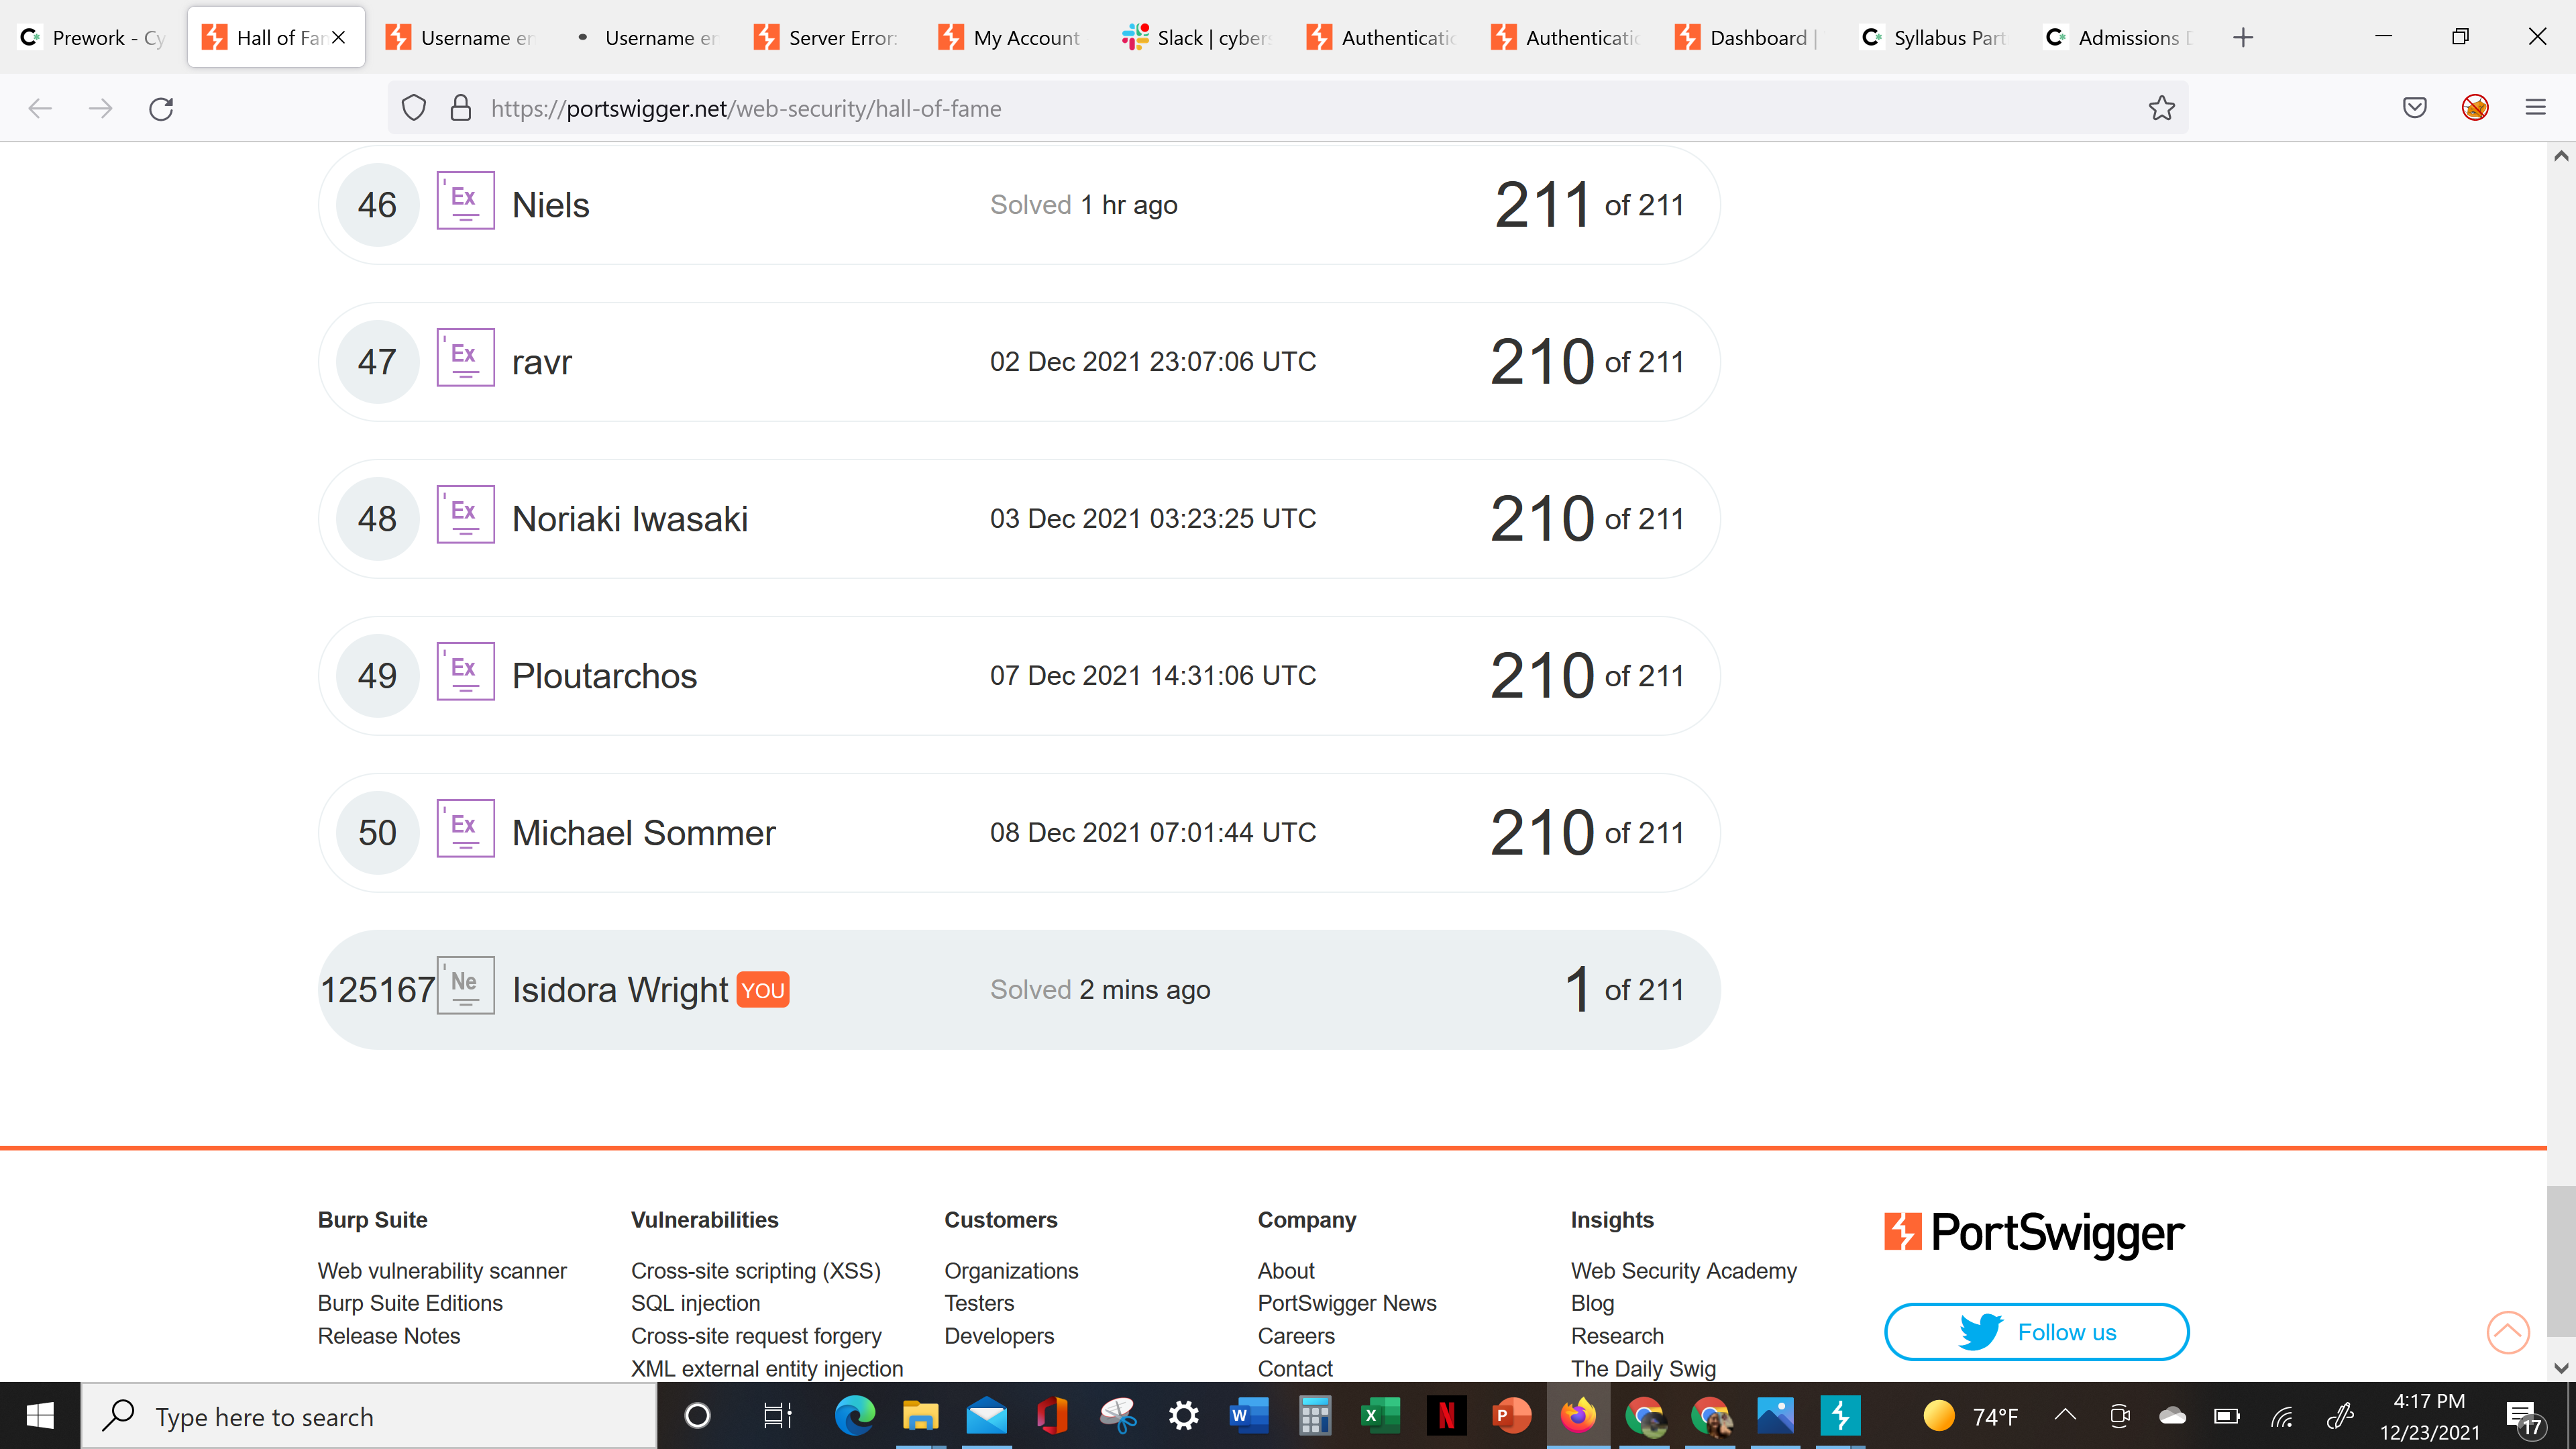 Prework - Cy
Hall of Far
Username er
Username er
Server Error:
My Account
Slack | cyber
Authenticatic
Authenticatic
Dashboard |
Syllabus Part
Admissions D
https://portswigger.net/web-security/hall-of-fame
46 Ex Niels Solved 1 hr ago 211 of 211
47 Ex ravr 02 Dec 2021 23:07:06 UTC 210 of 211
48 Ex Noriaki Iwasaki 03 Dec 2021 03:23:25 UTC 210 of 211
49 Ex Ploutarchos 07 Dec 2021 14:31:06 UTC 210 of 211
50 Ex Michael Sommer 08 Dec 2021 07:01:44 UTC 210 of 211
125167 Ne Isidora Wright YOU Solved 2 mins ago 1 of 211
Burp Suite
Web vulnerability scanner
Burp Suite Editions
Release Notes
Vulnerabilities
Cross-site scripting (XSS)
SQL injection
Cross-site request forgery
XML external entity injection
Customers
Organizations
Testers
Developers
Company
About
PortSwigger News
Careers
Contact
Insights
Web Security Academy
Blog
Research
The Daily Swig
PortSwigger
Follow us
Type here to search
74°F
4:17 PM
12/23/2021
17